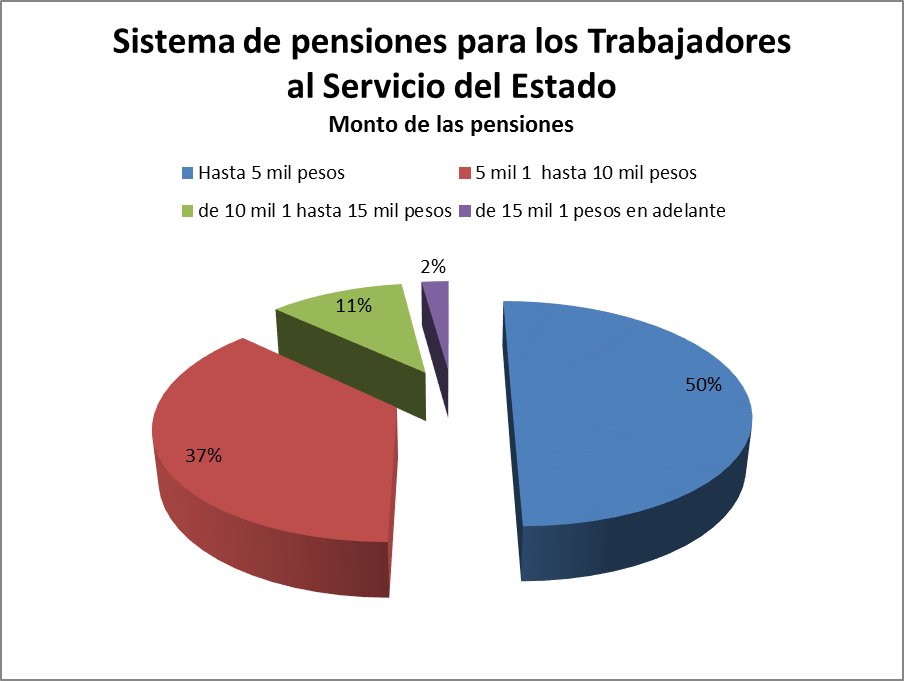 Sistema de pensiones para los Trabajadores
al Servicio del Estado
Monto de las pensiones
Hasta 5 mil pesos
5 mil 1 hasta 10 mil pesos
de 10 mil 1 hasta 15 mil pesos
de 15 mil 1 pesos en adelante
2%
11%
50%
37%